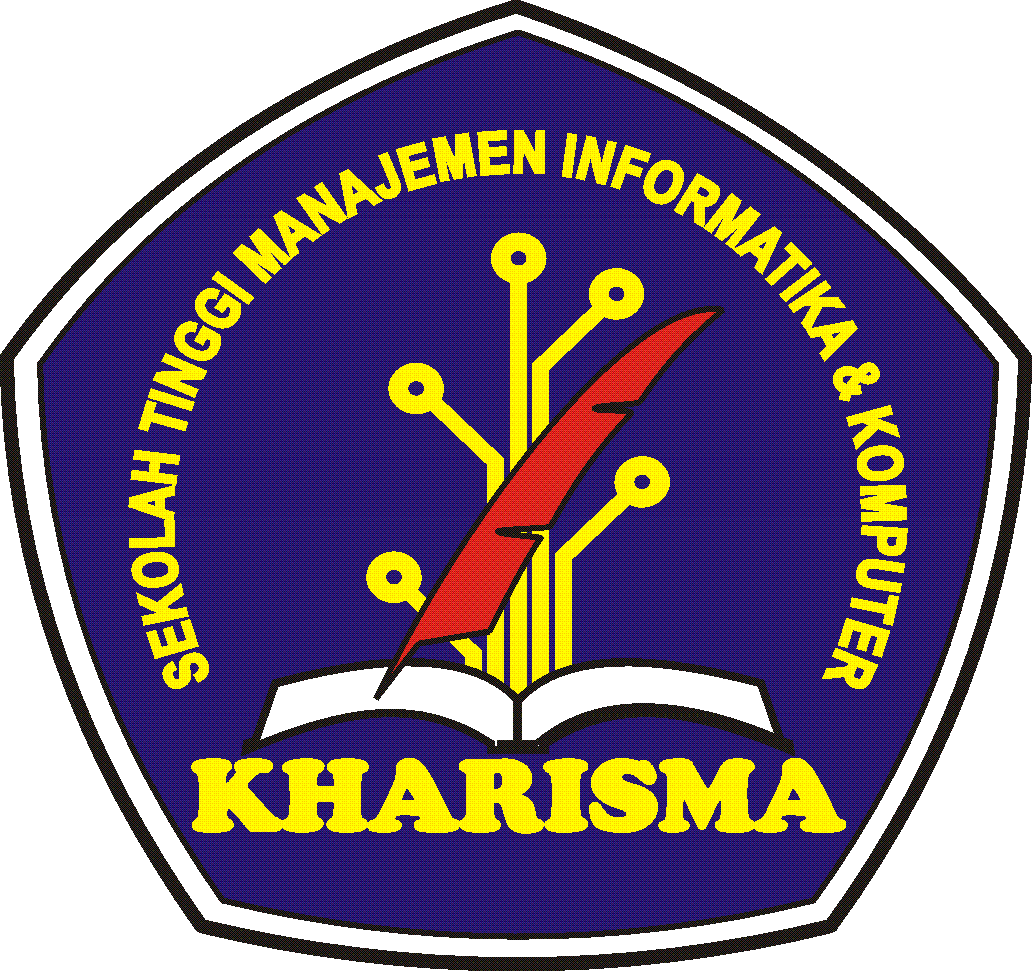 SEKOLAH TINGGI MANAJEMEN INFORMATIKA & KOMPUTER
KHARISMA